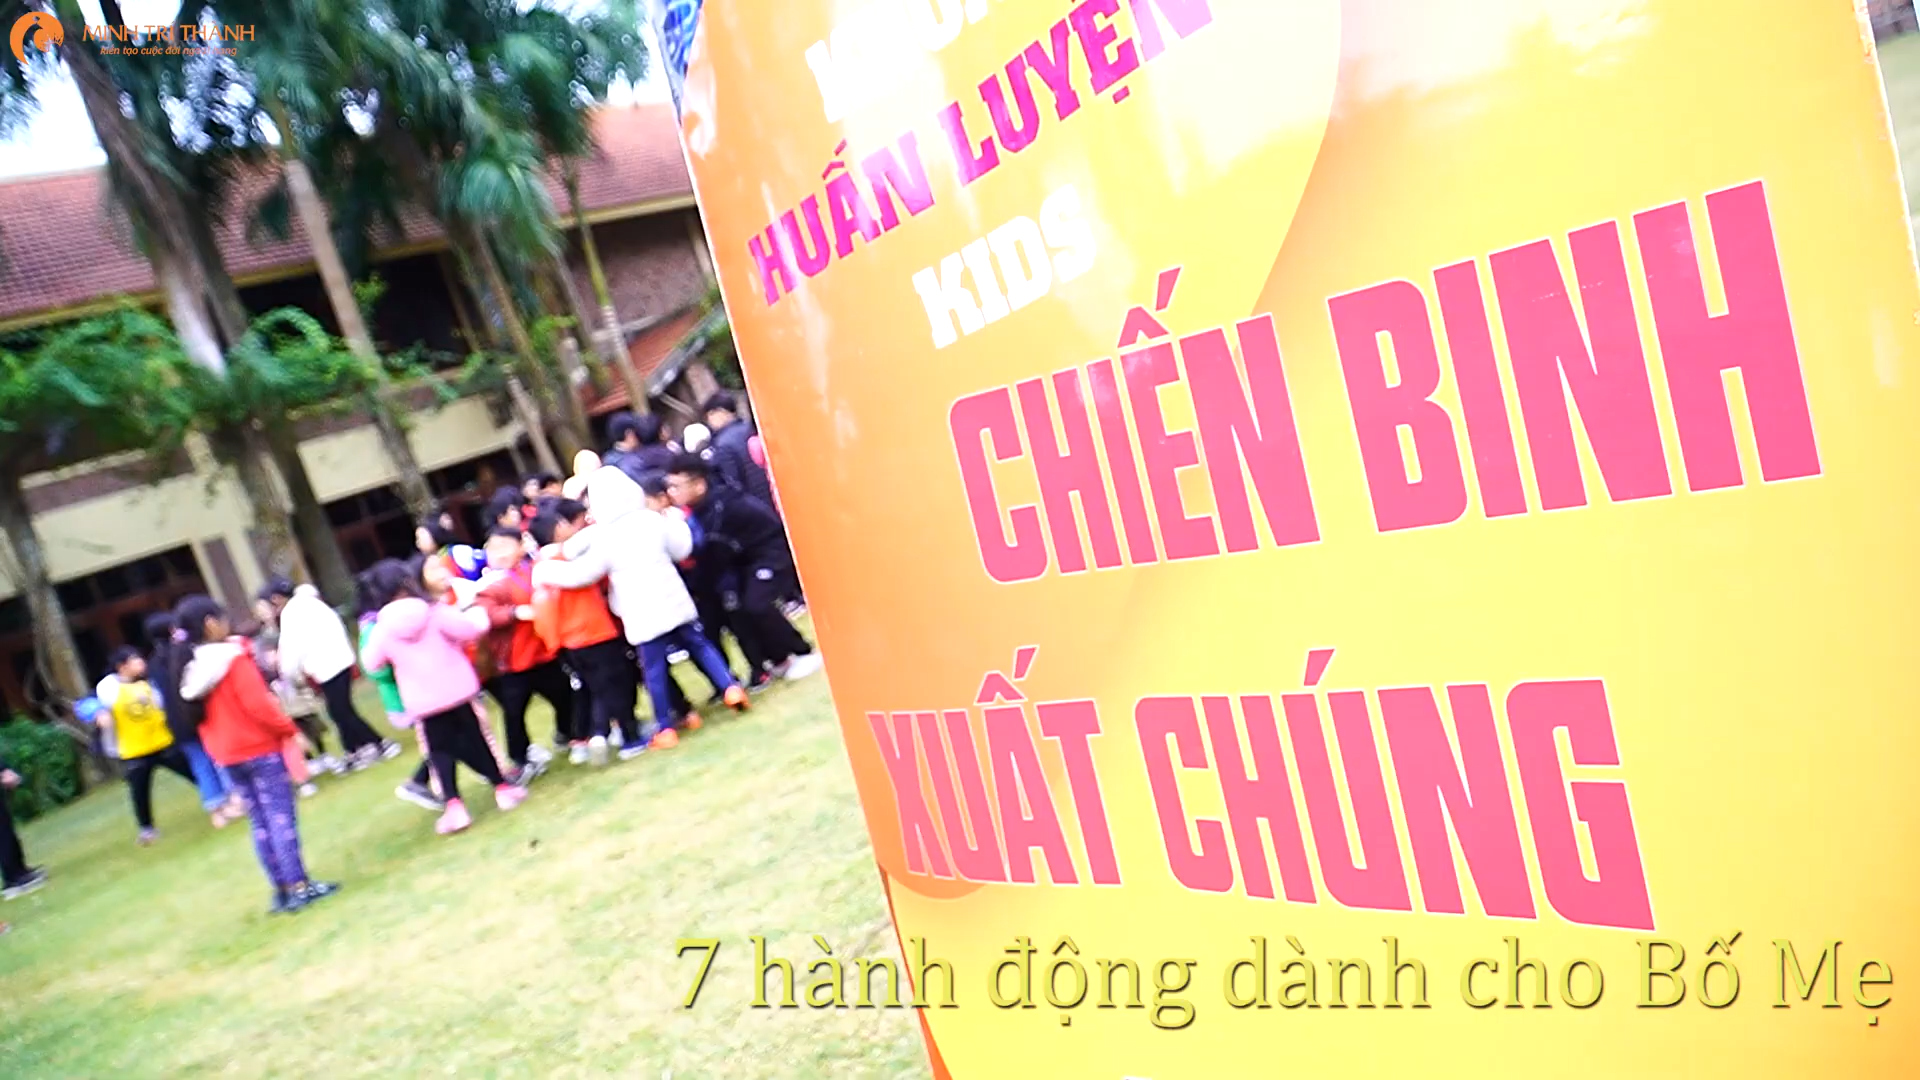 MINH TRÍ THÀNH
HUẤN LUYỆN
KIDS
CHIẾN BINH
XUẤT CHÚNG
7 hành động dành cho Bố Mẹ